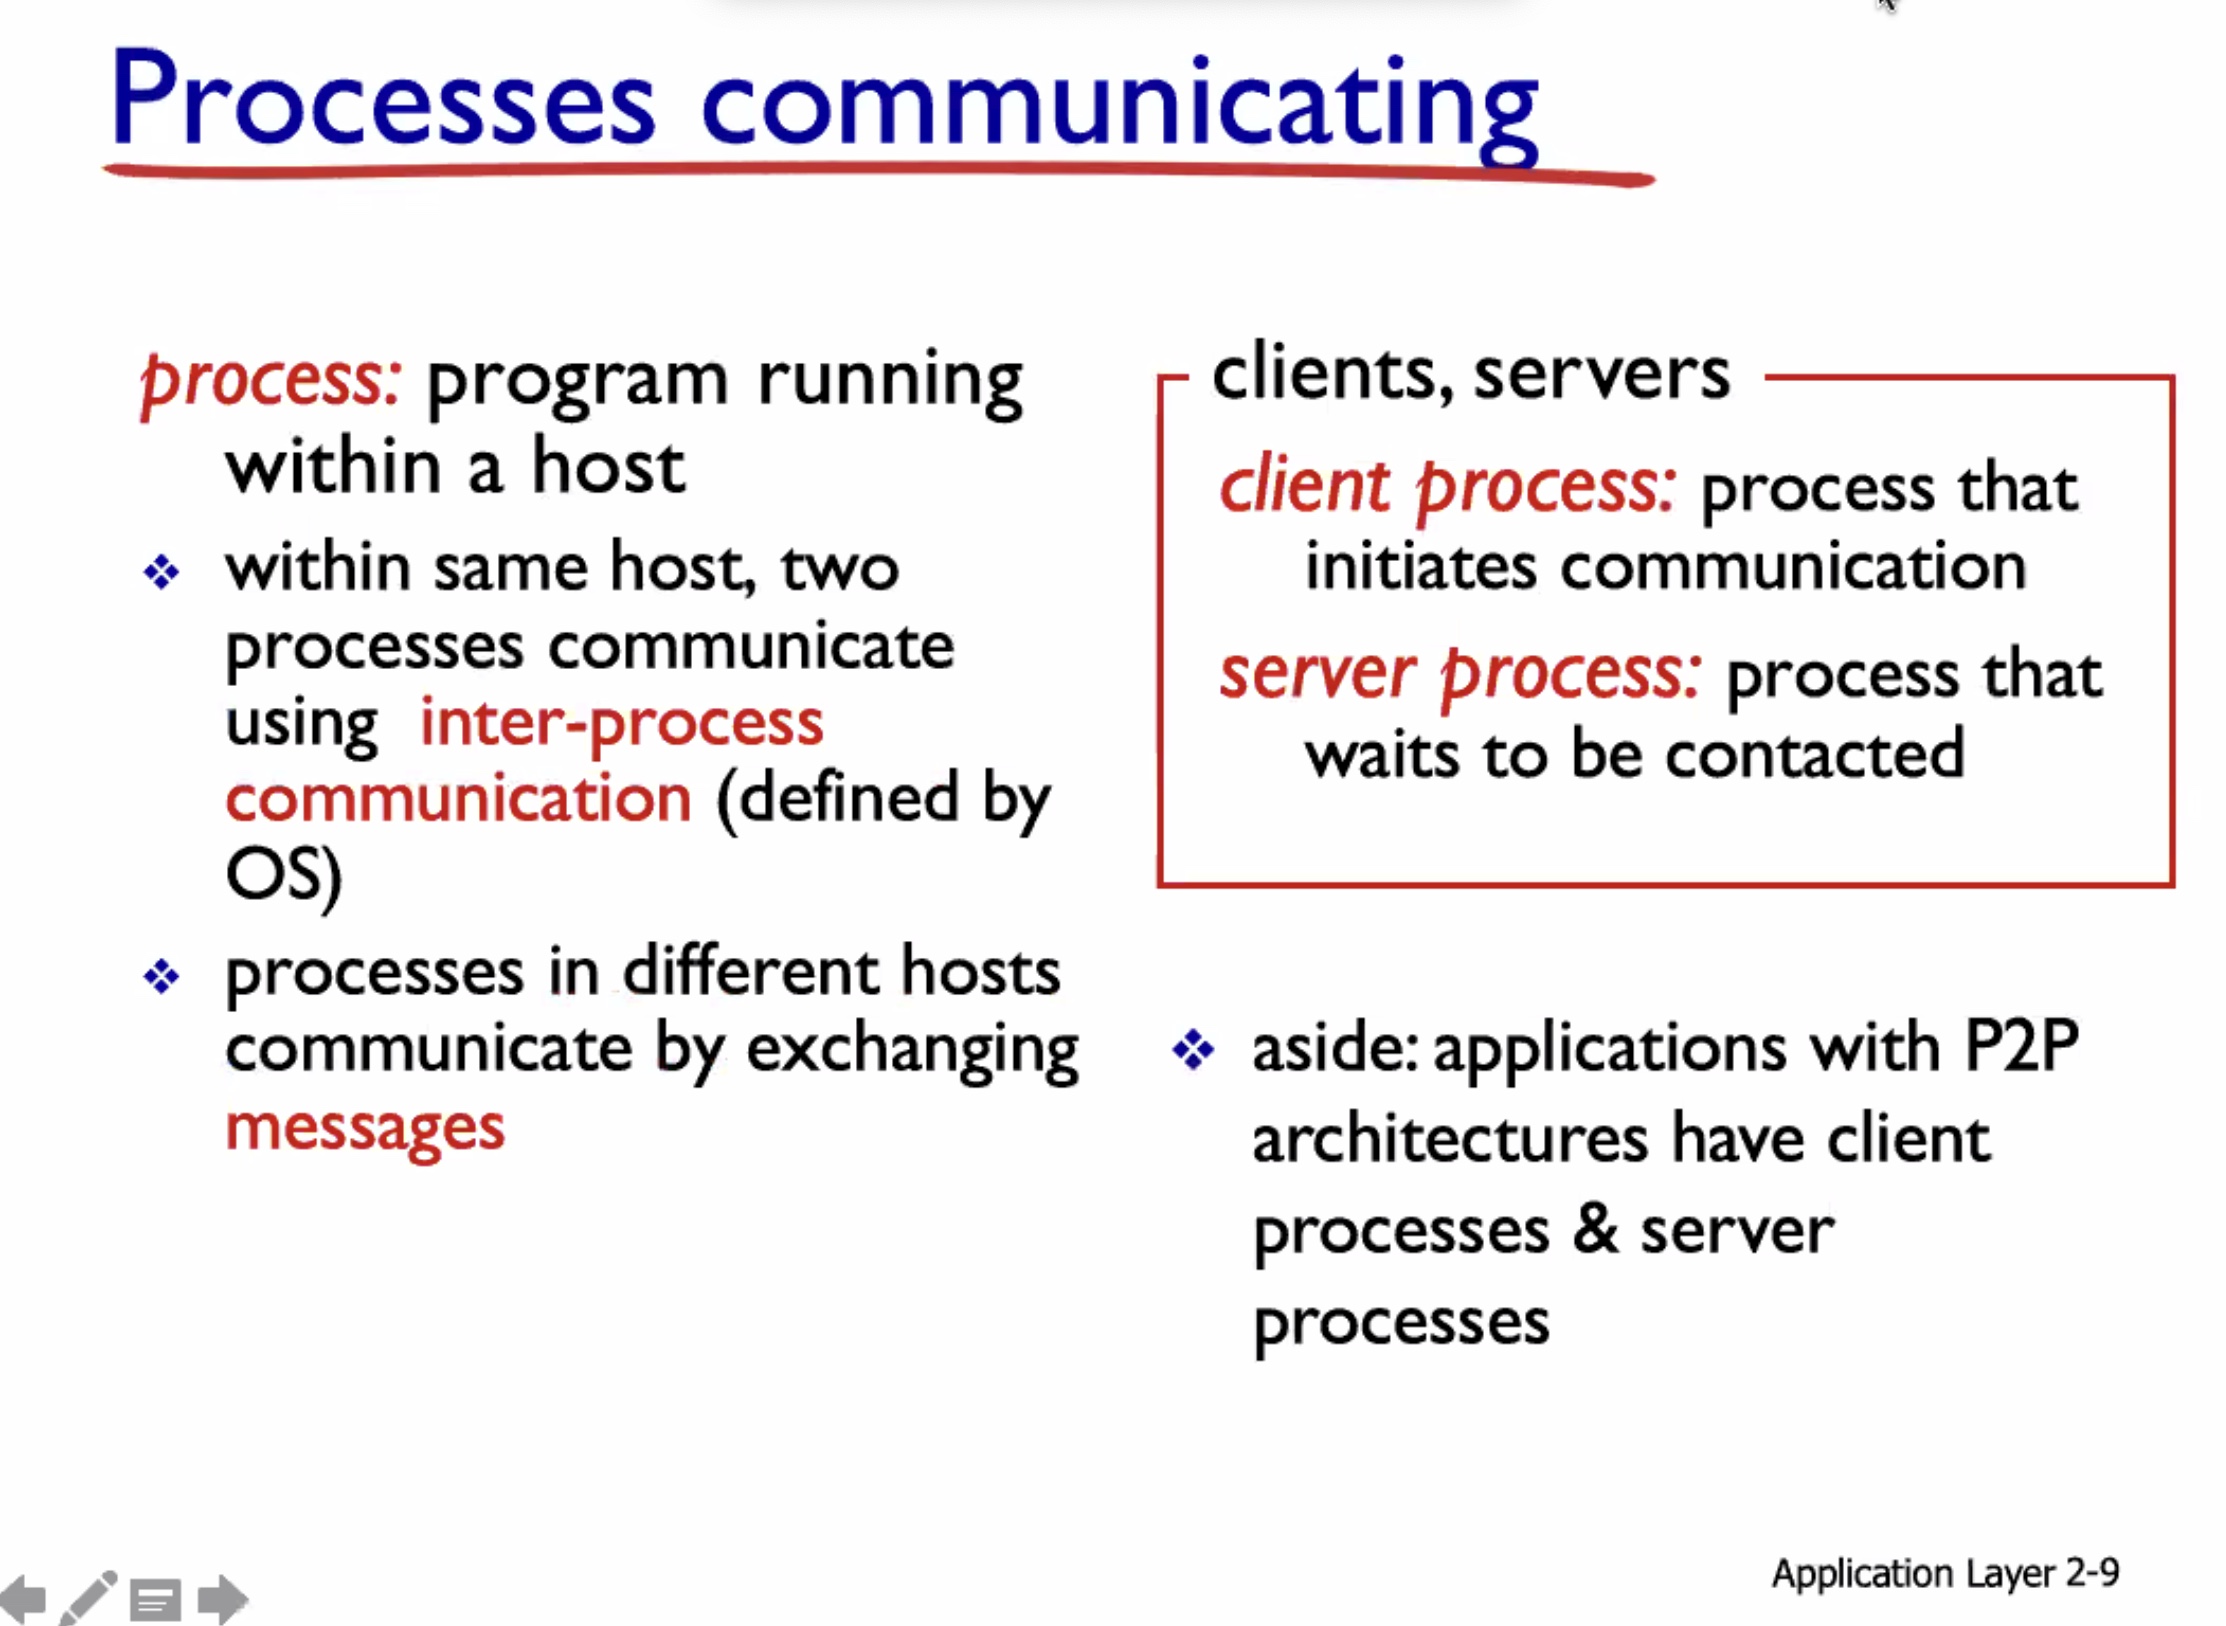 Processes communicating
process: program running
within a host
within same host, two
processes communicate
using inter-process
communication (defined by
OS)
processes in different hosts
communicate by exchanging
messages
clients, servers
client process: process that
initiates communication
server process: process that
waits to be contacted
aside: applications with P2P
architectures have client
processes & server
processes
Application Layer 2-9